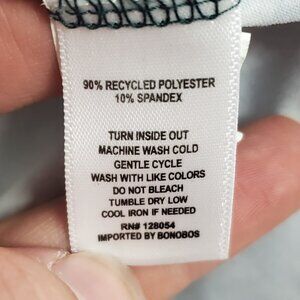 90% RECYCLED POLYESTER
10% SPANDEX
TURN INSIDE OUT
MACHINE WASH COLD
GENTLE CYCLE
WASH WITH LIKE COLORS
DO NOT BLEACH
TUMBLE DRY LOW
COOL IRON IF NEEDED
RN# 128054
IMPORTED BY BONOBOS